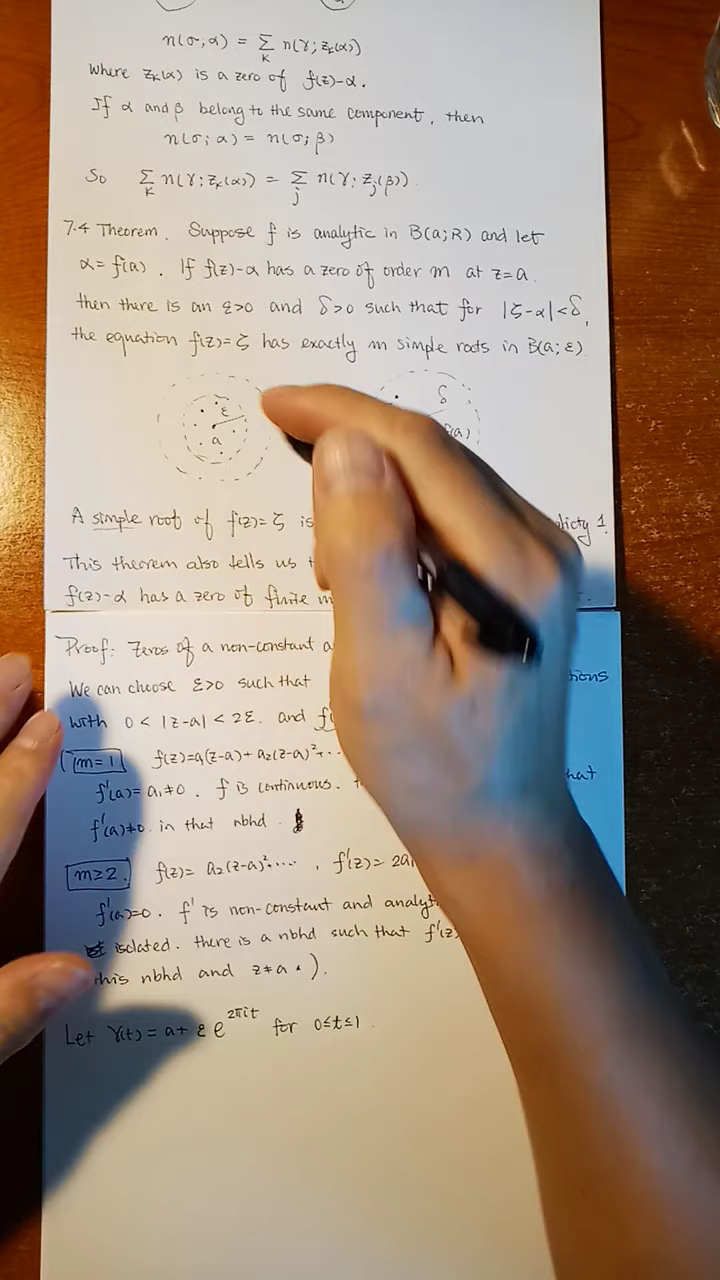 n(σ,α) = Σ_k n(γ; z_k(α))
where z_k(α) is a zero of f(z)-α.
If α and β belong to the same component, then
n(σ; α) = n(σ; β)
So Σ_k n(γ; z_k(α)) = Σ_j n(γ; z_j(β))
7.4 Theorem. Suppose f is analytic in B(a;R) and let
α = f(a). If f(z)-α has a zero of order m at z=a
then there is an ε>0 and δ>0 such that for |ζ-α|<δ,
the equation f(z)=ζ has exactly m simple roots in B(a; ε)
ε a δ f(a)
A simple root of f(z)=ζ is 1.
This theorem also tells us
f(z)-α has a zero of finite
Proof: Zeros of a non-constant
We can choose ε>0 such that
with 0 < |z-a| < 2ε. and
(m=1 f(z)=a₁(z-a)+ a₂(z-a)²+...
f'(a)= a₁≠0. f is continuous.
f'(a)≠0. in that nbhd.
m≥2. f(z)= a₂(z-a)²+...., f'(z)=
f'(a)=0. f' is non-constant and
isolated. there is a nbhd such that
this nbhd and z≠a.).
Let γ(t) = a + ε e^{2πit} for 0≤t≤1.